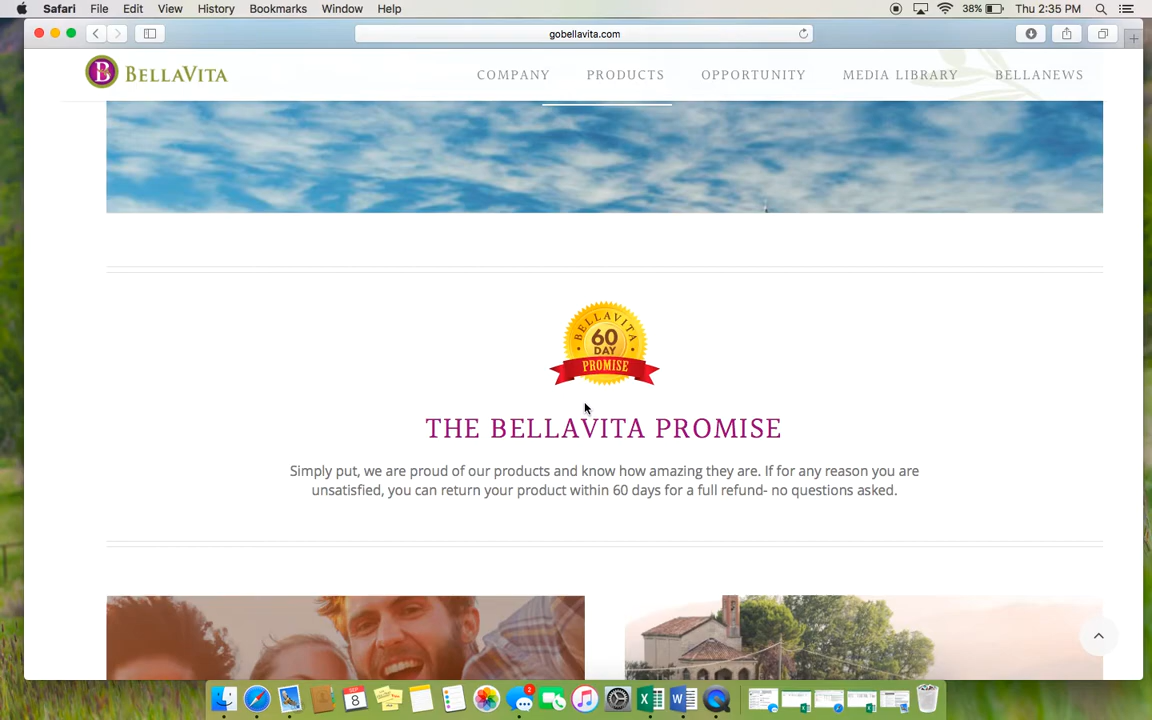 Safari File Edit View History Bookmarks Window Help 38% Thu 2:35 PM
gobellavita.com
B BELLAVITA COMPANY PRODUCTS OPPORTUNITY MEDIA LIBRARY BELLANEWS
BELLAVITA
60
DAY
PROMISE
THE BELLAVITA PROMISE
Simply put, we are proud of our products and know how amazing they are. If for any reason you are
unsatisfied, you can return your product within 60 days for a full refund- no questions asked.
SEP
8
2